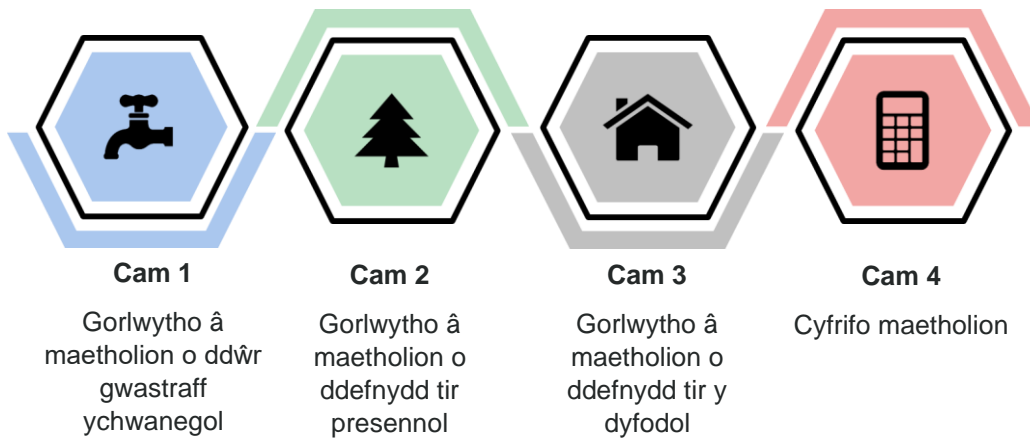 Cam 1
Gorlwytho â
maetholion o ddŵr
gwastraff
ychwanegol
Cam 2
Gorlwytho â
maetholion o
ddefnydd tir
presennol
Cam 3
Gorlwytho â
maetholion o
ddefnydd tir y
dyfodol
Cam 4
Cyfrifo maetholion